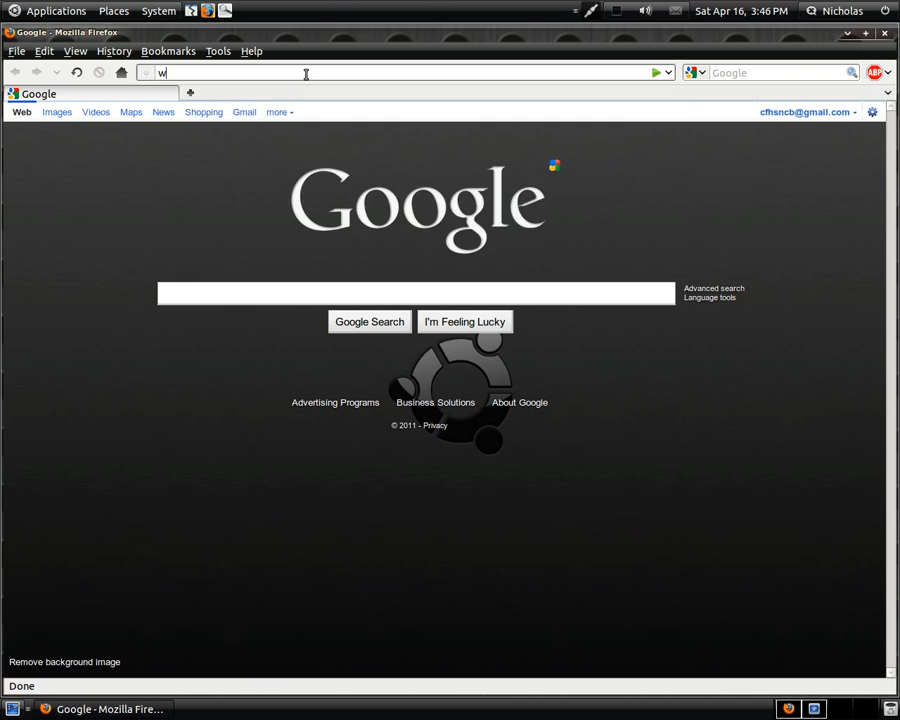 Applications Places System Sat Apr 16, 3:46 PM Nicholas
Google - Mozilla Firefox
File Edit View History Bookmarks Tools Help
w Google ABP
Google
Web Images Videos Maps News Shopping Gmail more cfhsncb@gmail.com
Google
Advanced search
Language tools
Google Search I'm Feeling Lucky
Advertising Programs Business Solutions About Google
© 2011 - Privacy
Remove background image
Done
Google - Mozilla Fire...